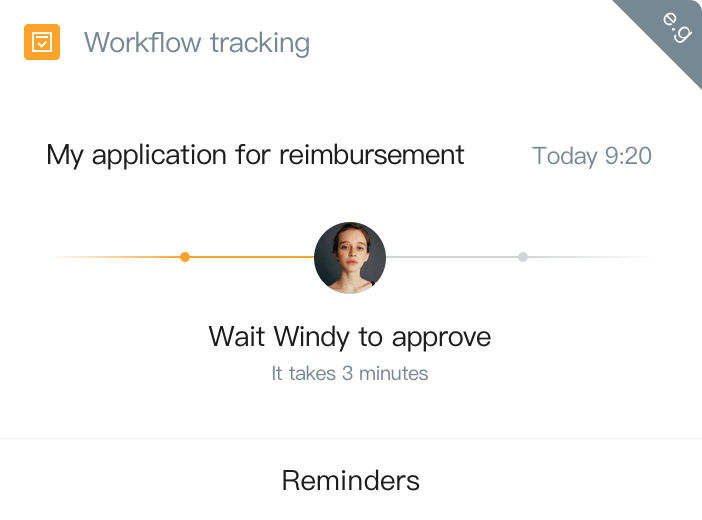 Workflow tracking
e.g
My application for reimbursement
Today 9:20
Wait Windy to approve
It takes 3 minutes
Reminders